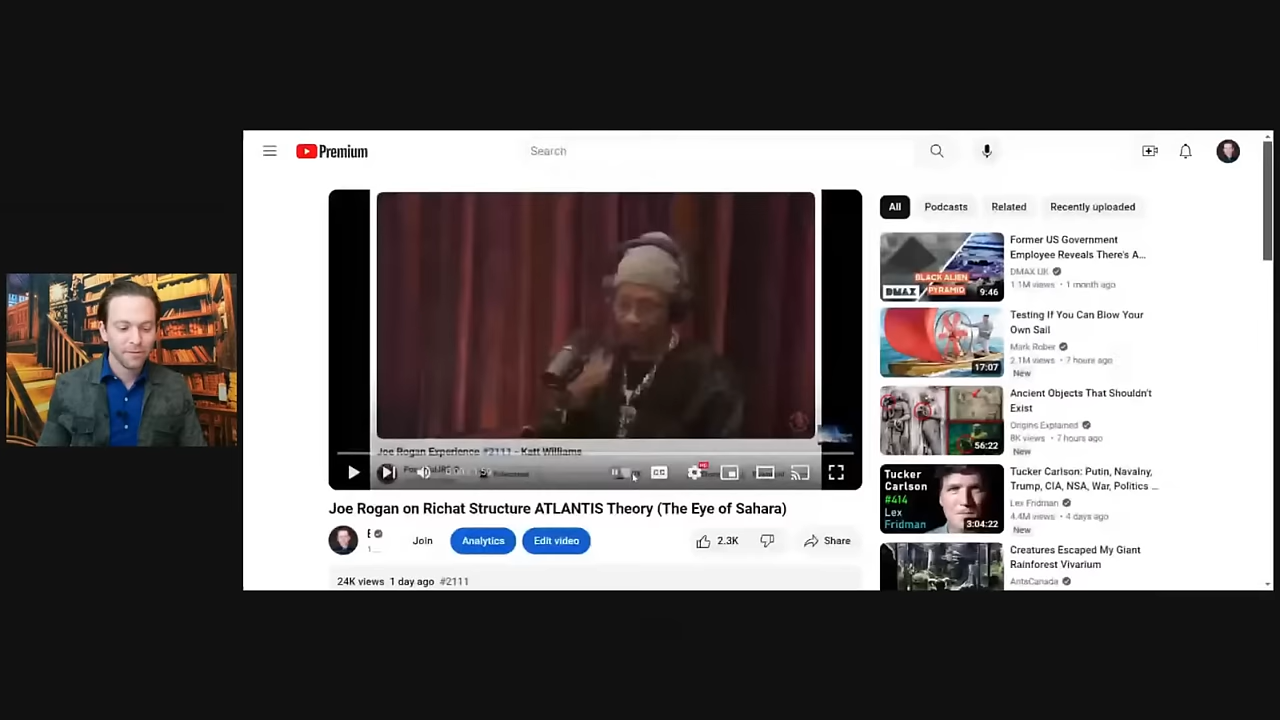 Premium
Search
Joe Rogan Experience #2111 - Katt Williams
Joe Rogan on Richat Structure ATLANTIS Theory (The Eye of Sahara)
E
Join
Analytics
Edit video
2.3K
Share
24K views 1 day ago #2111
All
Podcasts
Related
Recently uploaded
BLACK ALIEN
PYRAMID
DMAX
9:46
Former US Government
Employee Reveals There's A...
DMAX UK
1.1M views • 1 month ago
17:07
Testing If You Can Blow Your
Own Sail
Mark Rober
2.1M views • 7 hours ago
New
56:22
Ancient Objects That Shouldn't
Exist
Origins Explained
8K views • 7 hours ago
New
Tucker
Carlson
#414
Lex
Fridman
3:04:22
Tucker Carlson: Putin, Navalny,
Trump, CIA, NSA, War, Politics ...
Lex Fridman
4.4M views • 4 days ago
New
Creatures Escaped My Giant
Rainforest Vivarium
AntsCanada